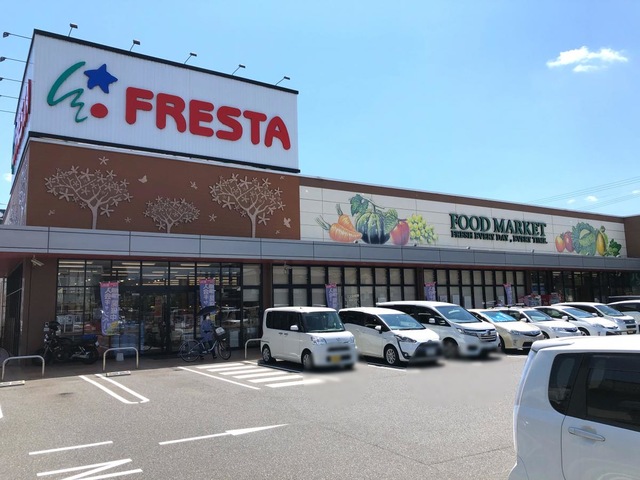 FRESTA
FOOD MARKET
FRESH EVERY DAY, EVERY TIME.